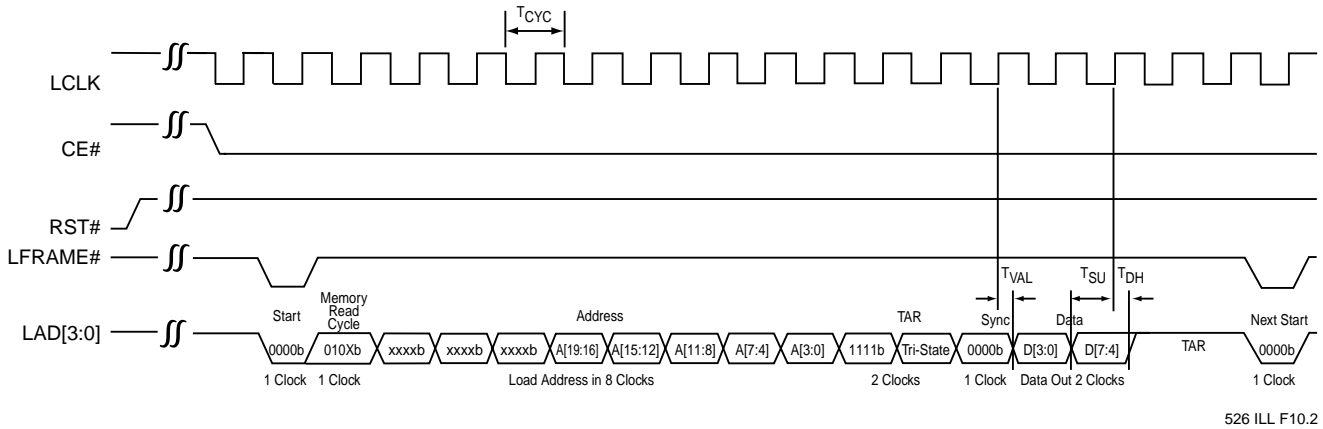 TCYC
LCLK
CE#
RST#
LFRAME#
TVAL
TSU
TDH
Start
Memory
Read
Cycle
Address
TAR
Sync
Data
Next Start
LAD[3:0]
0000b
010Xb
xxxxb
xxxxb
xxxxb
A[19:16]
A[15:12]
A[11:8]
A[7:4]
A[3:0]
1111b
Tri-State
0000b
D[3:0]
D[7:4]
TAR
0000b
1 Clock
1 Clock
Load Address in 8 Clocks
2 Clocks
1 Clock
Data Out 2 Clocks
1 Clock
526 ILL F10.2